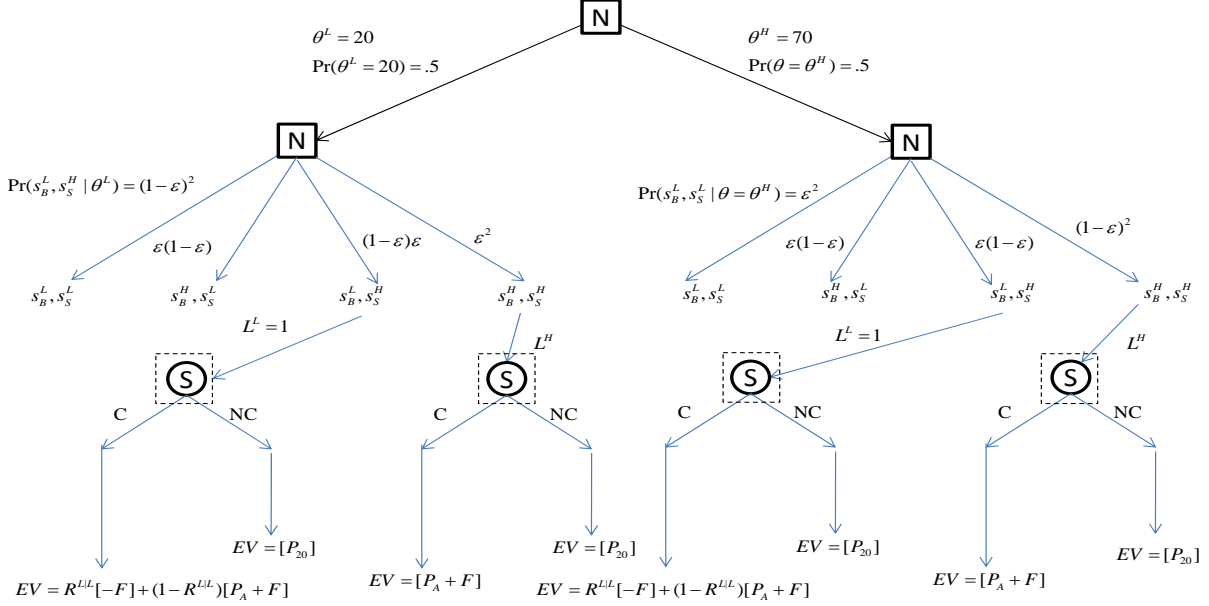 N
θ^L = 20
Pr(θ^L = 20) = .5
θ^H = 70
Pr(θ = θ^H) = .5
N N
Pr(s_B^L, s_S^H | θ^L) = (1−ε)^2
ε(1−ε) (1−ε)ε ε^2
Pr(s_B^L, s_S^L | θ = θ^H) = ε^2
ε(1−ε) ε(1−ε) (1−ε)^2
s_B^L, s_S^L s_B^H, s_S^L s_B^L, s_S^H s_B^H, s_S^H s_B^L, s_S^L s_B^H, s_S^L s_B^L, s_S^H s_B^H, s_S^H
L^L = 1 L^H L^L = 1 L^H
S S S S
C NC C NC C NC C NC
EV = [P_20] EV = [P_20] EV = [P_20] EV = [P_20]
EV = R^{L|L}[−F] + (1−R^{L|L})[P_A + F] EV = [P_A + F] EV = R^{L|L}[−F] + (1−R^{L|L})[P_A + F] EV = [P_A + F]